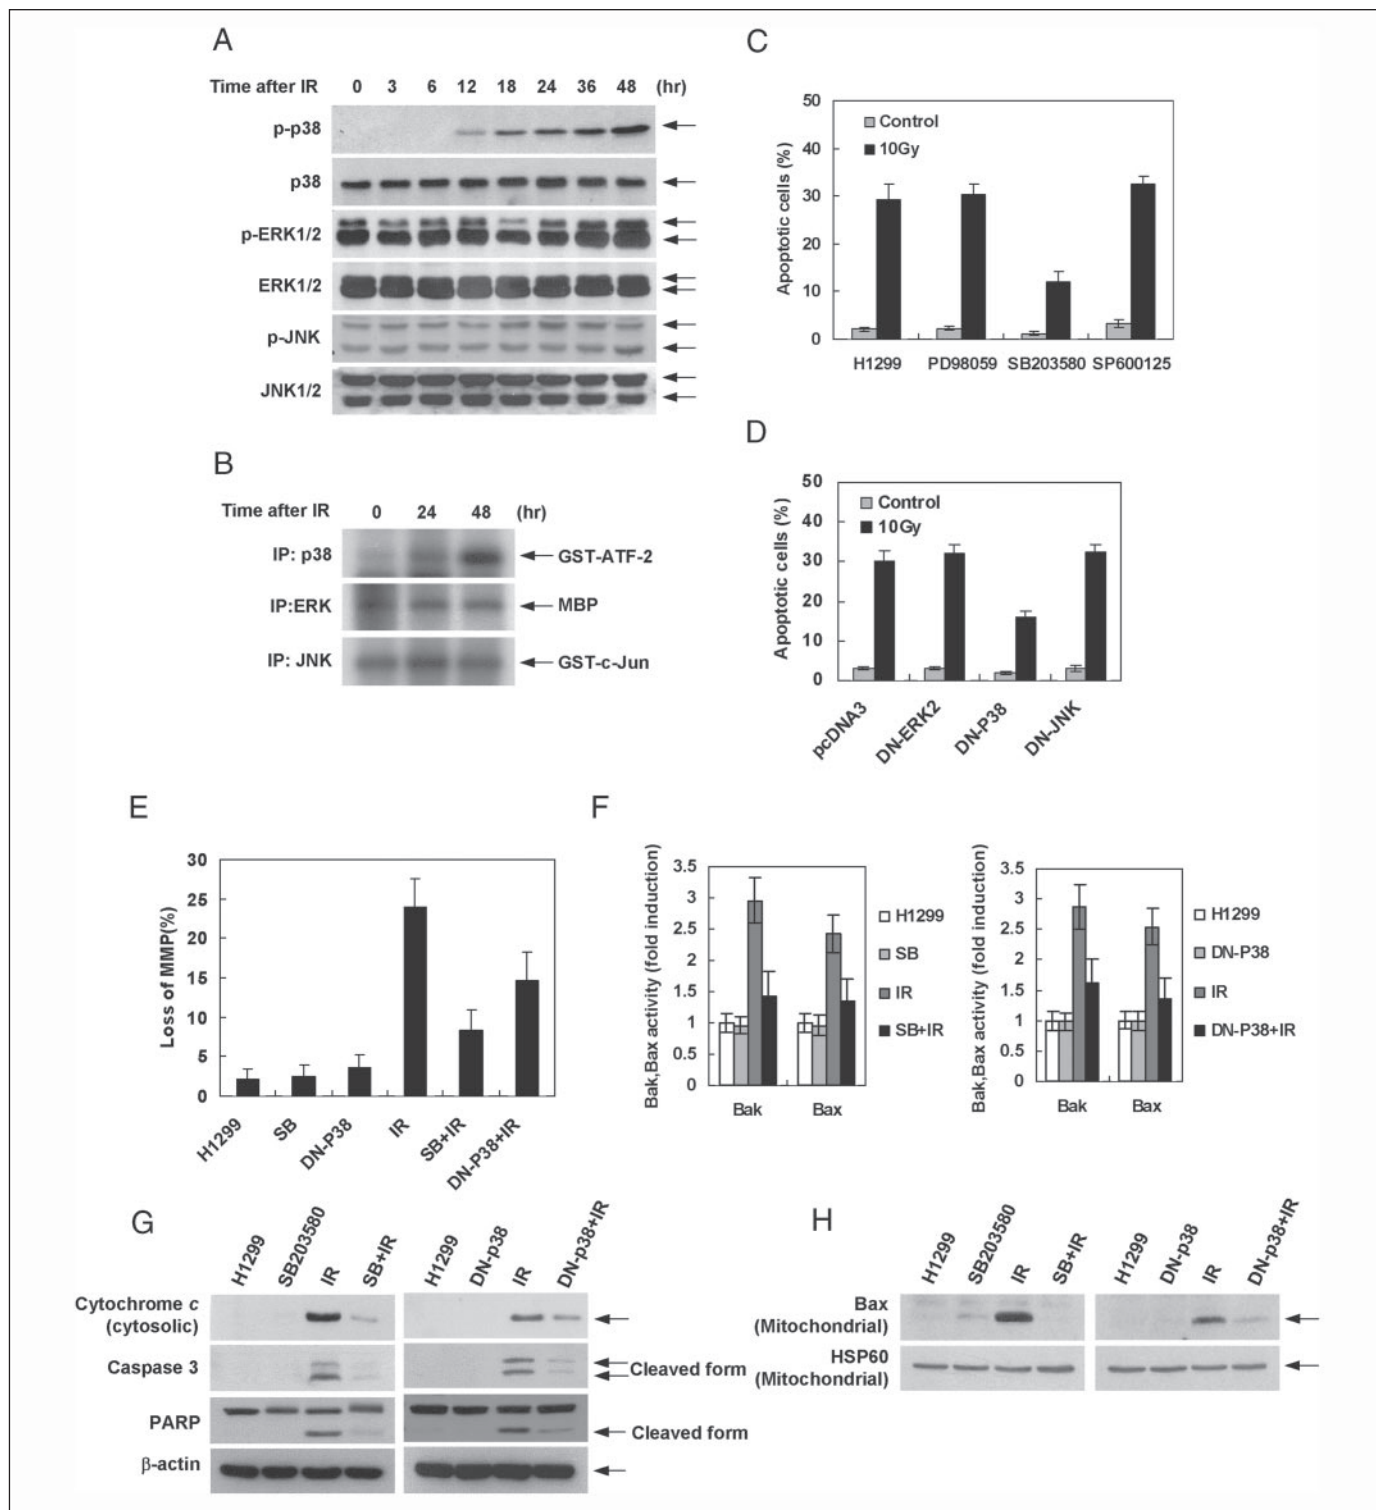 A
Time after IR 0 3 6 12 18 24 36 48 (hr)
p-p38
p38
p-ERK1/2
ERK1/2
p-JNK
JNK1/2
B
Time after IR 0 24 48 (hr)
IP: p38 GST-ATF-2
IP:ERK MBP
IP: JNK GST-c-Jun
C
Apoptotic cells (%)
50
40
30
20
10
0
Control
10Gy
H1299 PD98059 SB203580 SP600125
D
Apoptotic cells (%)
50
40
30
20
10
0
Control
10Gy
pcDNA3 DN-ERK2 DN-P38 DN-JNK
E
Loss of MMP(%)
30
25
20
15
10
5
0
H1299 SB DN-P38 IR SB+IR DN-P38+IR
F
Bak,Bax activity (fold induction)
3.5
3
2.5
2
1.5
1
0.5
0
Bak Bax
H1299
SB
IR
SB+IR
Bak,Bax activity (fold induction)
3.5
3
2.5
2
1.5
1
0.5
0
Bak Bax
H1299
DN-P38
IR
DN-P38+IR
G
H1299 SB203580 IR SB+IR H1299 DN-p38 IR DN-p38+IR
Cytochrome c
(cytosolic)
Caspase 3 Cleaved form
PARP Cleaved form
β-actin
H
H1299 SB203580 IR SB+IR H1299 DN-p38 IR DN-p38+IR
Bax
(Mitochondrial)
HSP60
(Mitochondrial)